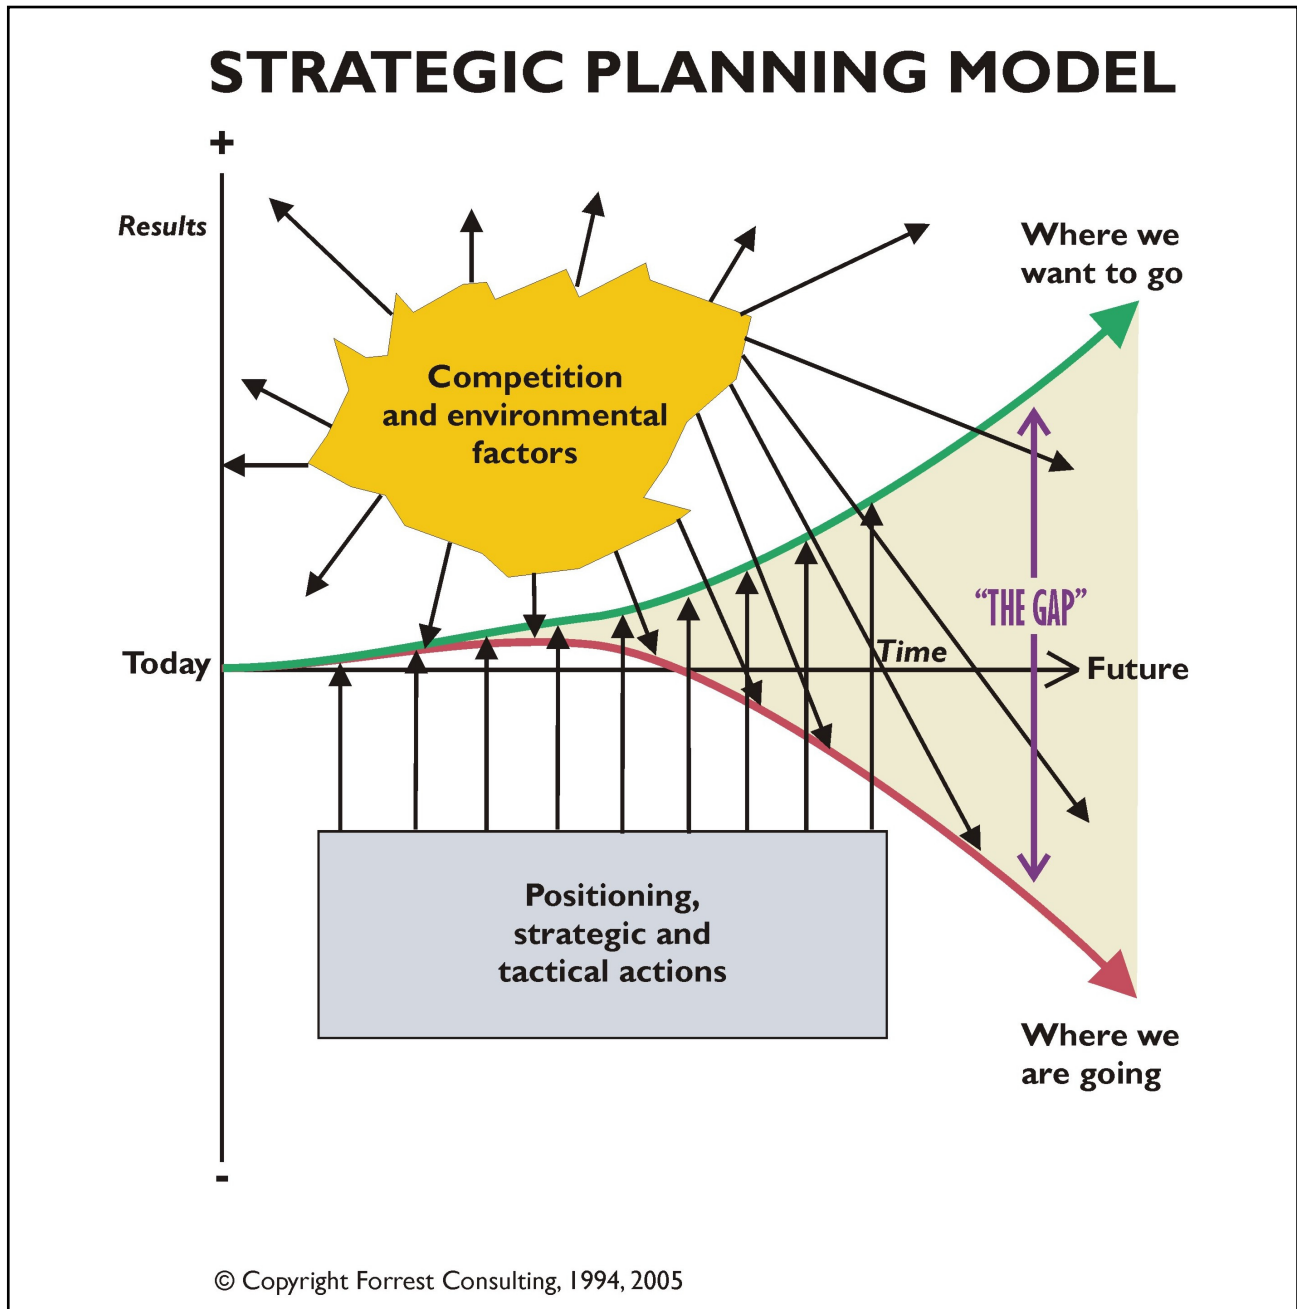 STRATEGIC PLANNING MODEL
+
Results
Where we
want to go
Competition
and environmental
factors
“THE GAP”
Time
Today
Future
Positioning,
strategic and
tactical actions
Where we
are going
-
© Copyright Forrest Consulting, 1994, 2005